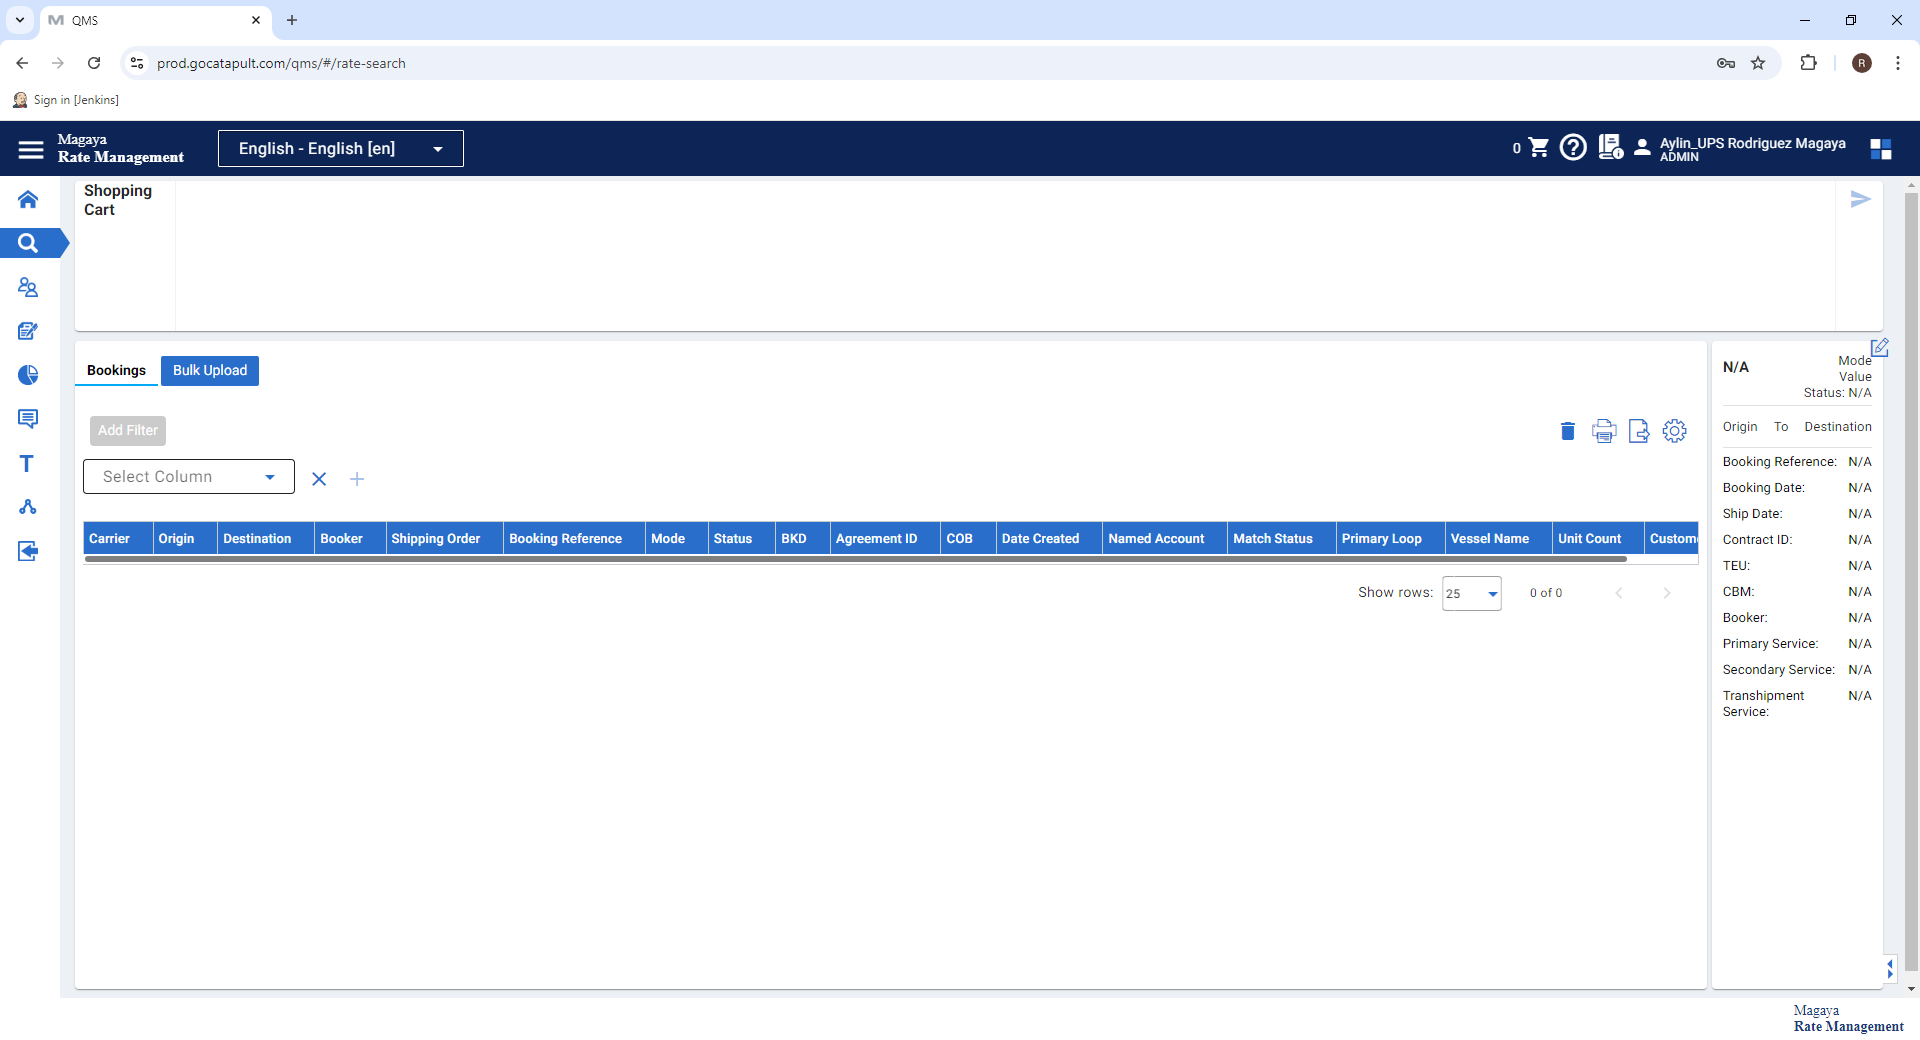 QMS
prod.gocatapult.com/qms/#/rate-search
R
Sign in [Jenkins]
Magaya
Rate Management
English - English [en]
0
Aylin_UPS Rodriguez Magaya
ADMIN
Shopping
Cart
Bookings
Bulk Upload
Add Filter
Select Column
Carrier Origin Destination Booker Shipping Order Booking Reference Mode Status BKD Agreement ID COB Date Created Named Account Match Status Primary Loop Vessel Name Unit Count Custome
Show rows: 25 0 of 0
N/A
Mode
Value
Status: N/A
Origin To Destination
Booking Reference: N/A
Booking Date: N/A
Ship Date: N/A
Contract ID: N/A
TEU: N/A
CBM: N/A
Booker: N/A
Primary Service: N/A
Secondary Service: N/A
Transhipment N/A
Service:
T
Magaya
Rate Management